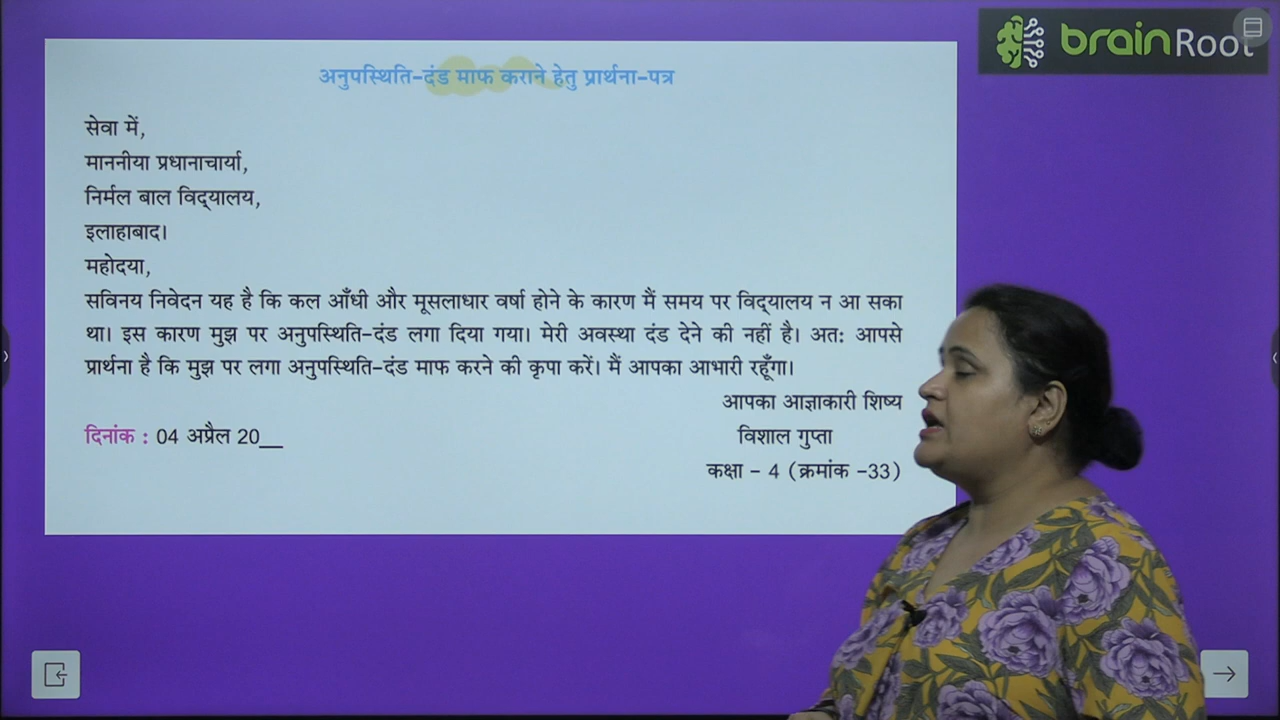 brainRoot
अनुपस्थिति-दंड माफ कराने हेतु प्रार्थना-पत्र
सेवा में,
माननीया प्रधानाचार्या,
निर्मल बाल विद्‌यालय,
इलाहाबाद।
महोदया,
सविनय निवेदन यह है कि कल आँधी और मूसलाधार वर्षा होने के कारण मैं समय पर विद्‌यालय न आ सका
था। इस कारण मुझ पर अनुपस्थिति-दंड लगा दिया गया। मेरी अवस्था दंड देने की नहीं है। अतः आपसे
प्रार्थना है कि मुझ पर लगा अनुपस्थिति-दंड माफ करने की कृपा करें। मैं आपका आभारी रहूँगा।
आपका आज्ञाकारी शिष्य
दिनांक : 04 अप्रैल 20__ विशाल गुप्ता
कक्षा - 4 (क्रमांक -33)